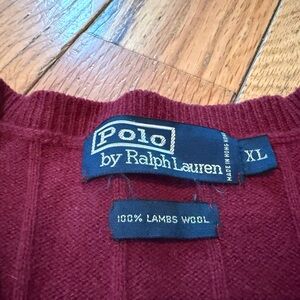 Polo
by Ralph Lauren
MADE IN HONG KONG
XL
100% LAMBS WOOL